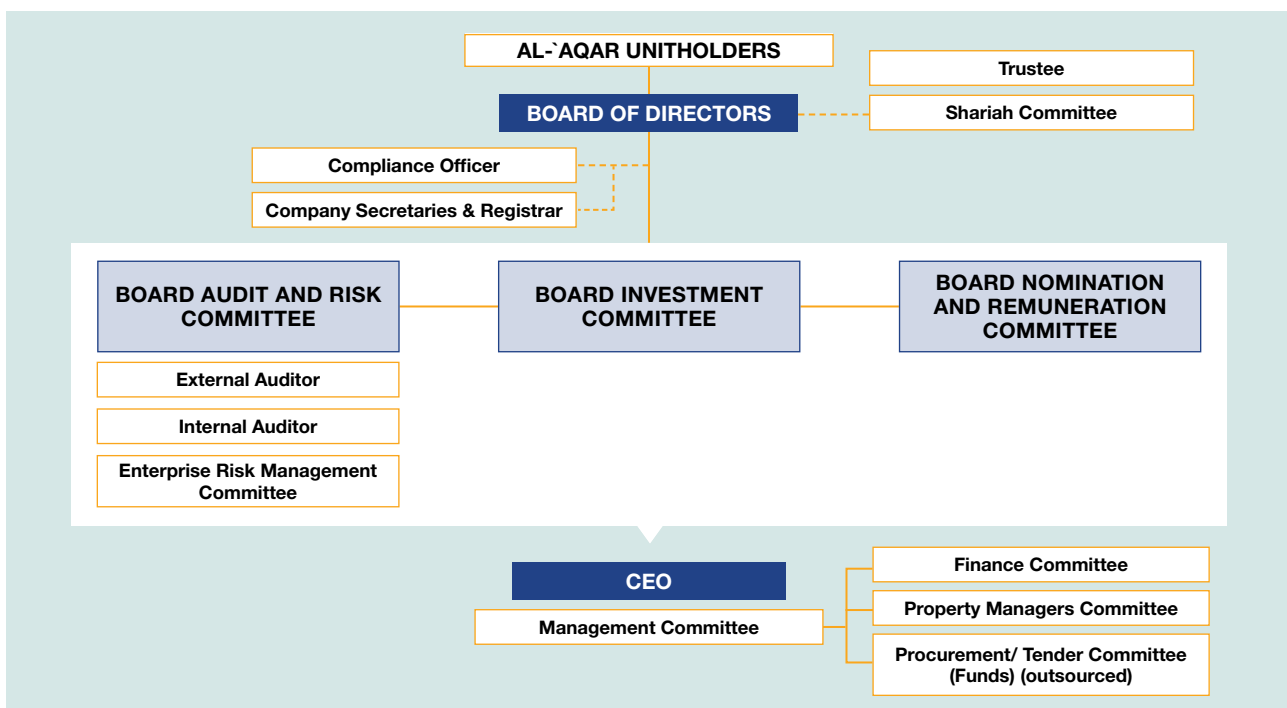 AL-`AQAR UNITHOLDERS
Trustee
BOARD OF DIRECTORS
Shariah Committee
Compliance Officer
Company Secretaries & Registrar
BOARD AUDIT AND RISK
COMMITTEE
BOARD INVESTMENT
COMMITTEE
BOARD NOMINATION
AND REMUNERATION
COMMITTEE
External Auditor
Internal Auditor
Enterprise Risk Management
Committee
CEO
Management Committee
Finance Committee
Property Managers Committee
Procurement/ Tender Committee
(Funds) (outsourced)